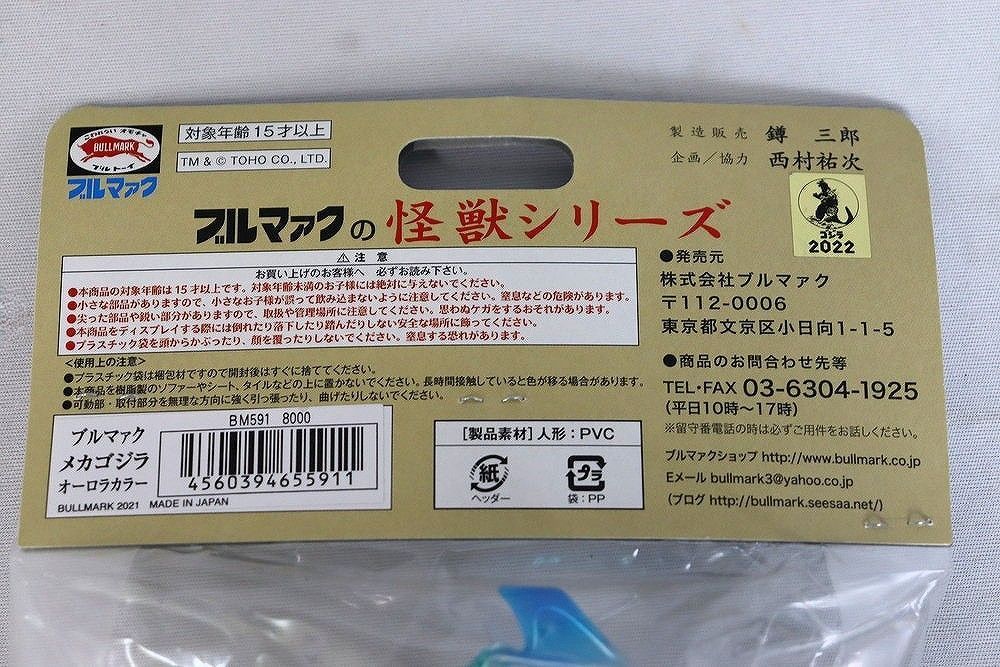 こわれない オモチャ
BULLMARK
ブルトーイ
ブルマァク
対象年齢15才以上
TM & © TOHO CO., LTD.
製造販売 鐏 三郎
企画／協力 西村祐次
ゴジラ
2022
ブルマァクの怪獣シリーズ
⚠ 注 意
お買い上げのお客様へ 必ずお読み下さい。
●本商品の対象年齢は15才以上です。対象年齢未満のお子様には絶対に与えないでください。
●小さな部品がありますので、小さなお子様が誤って飲み込まないように注意してください。窒息などの危険があります。
●尖った部品や鋭い部分がありますので、取扱や管理場所に注意してください。思わぬケガをするおそれがあります。
●本商品をディスプレイする際には倒れたり落下したり踏んだりしない安全な場所に飾ってください。
●プラスチック袋を頭からかぶったり、顔を覆ったりしないでください。窒息する恐れがあります。
<使用上の注意>
●プラスチック袋は梱包材ですので開封後はすぐに捨ててください。
●本商品を樹脂製のソファーやシート、タイルなどの上に置かないでください。長時間接触していると色が移る場合があります。
●可動部・取付部分を無理な方向に強く引っ張ったり、曲げたりしないでください。
ブルマァク
メカゴジラ
オーロラカラー
BM591 8000
4560394655911
BULLMARK 2021 MADE IN JAPAN
[製品素材] 人形：PVC
紙
ヘッダー
プラ
袋：PP
●発売元
株式会社ブルマァク
〒112-0006
東京都文京区小日向1-1-5
●商品のお問合わせ先等
TEL・FAX 03-6304-1925
（平日10時〜17時）
※留守番電話の時は必ずご用件をお話しください。
ブルマァクショップ http://www.bullmark.co.jp
Eメール bullmark3@yahoo.co.jp
（ブログ http://bullmark.seesaa.net/)